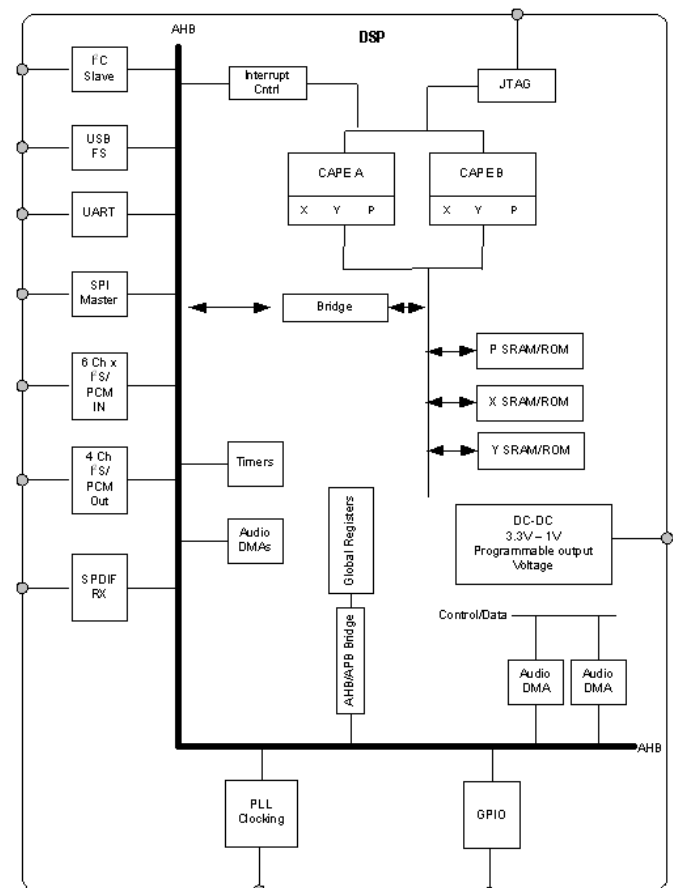 AHB
DSP
I²C
Slave
Interrupt
Cntrl
JTAG
USB
FS
CAPE A
CAPE B
X Y P
X Y P
UART
SPI
Master
Bridge
P SRAM/ROM
6 Ch x
I²S/
PCM
IN
X SRAM/ROM
4 Ch
I²S/
PCM
Out
Timers
Y SRAM/ROM
Global Registers
DC-DC
3.3V – 1V
Programmable output
Voltage
Audio
DMAs
SPDIF
RX
AHB/APB Bridge
Control/Data
Audio
DMA
Audio
DMA
AHB
PLL
Clocking
GPIO